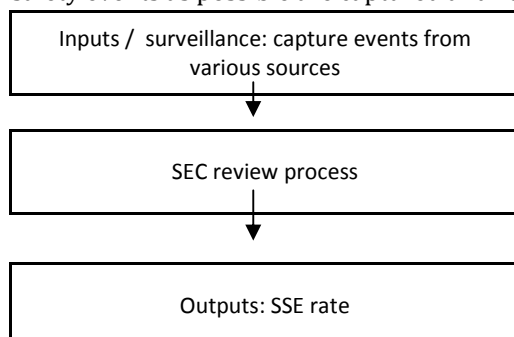 Inputs / surveillance: capture events from
various sources
SEC review process
Outputs: SSE rate